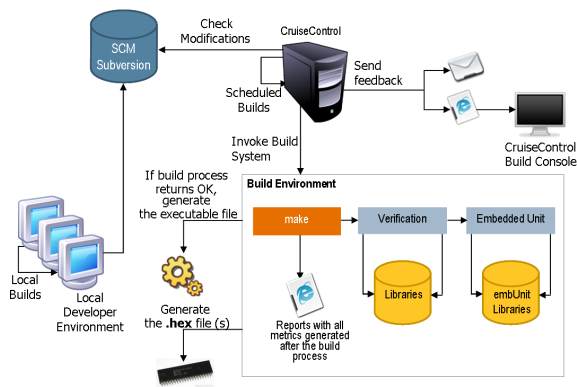 Check
Modifications
CruiseControl
SCM
Subversion
Send
feedback
Scheduled
Builds
CruiseControl
Build Console
Invoke Build
System
If build process
returns OK,
generate
the executable file
Build Environment
make
Verification
Embedded Unit
Local
Builds
Local
Developer
Environment
Libraries
embUnit
Libraries
Generate
the .hex file (s)
Reports with all
metrics generated
after the build
process